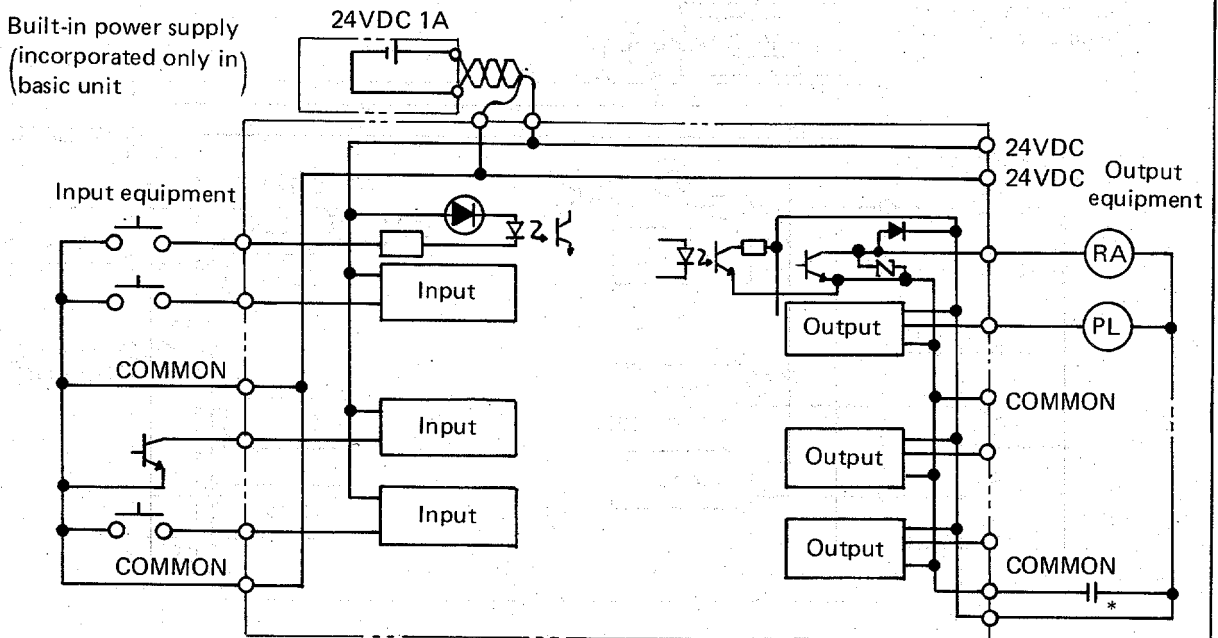 Built-in power supply
(incorporated only in)
(basic unit)
24VDC 1A
24VDC
24VDC
Output
equipment
Input equipment
Input
COMMON
Input
Input
COMMON
RA
Output
PL
COMMON
Output
Output
COMMON
*